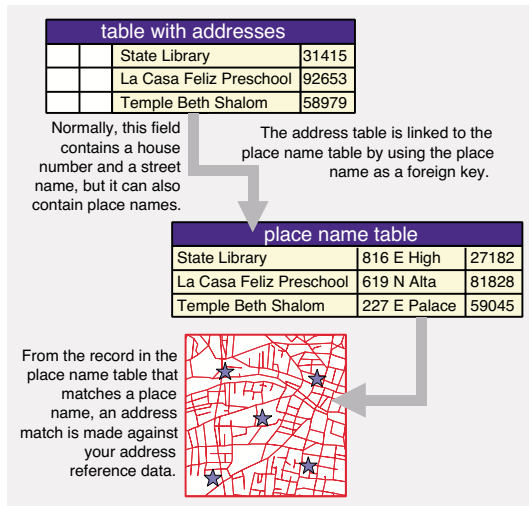 table with addresses
State Library 31415
La Casa Feliz Preschool 92653
Temple Beth Shalom 58979
Normally, this field
contains a house
number and a street
name, but it can also
contain place names.
The address table is linked to the
place name table by using the place
name as a foreign key.
place name table
State Library 816 E High 27182
La Casa Feliz Preschool 619 N Alta 81828
Temple Beth Shalom 227 E Palace 59045
From the record in the
place name table that
matches a place
name, an address
match is made against
your address
reference data.